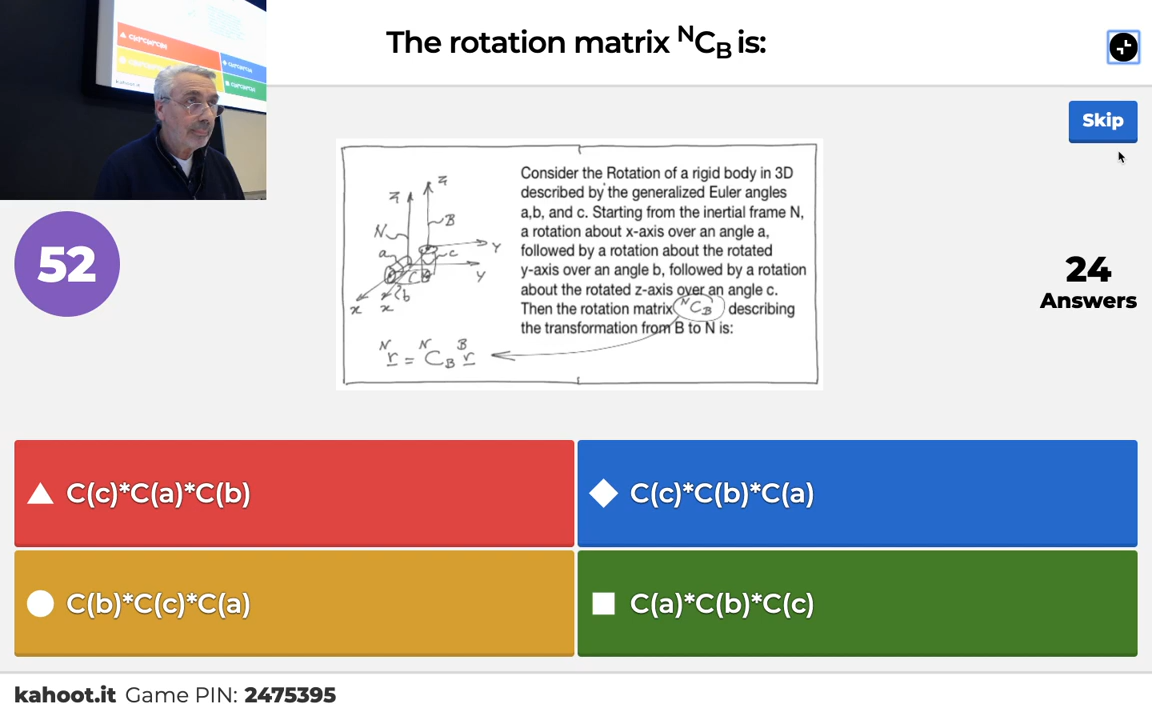 The rotation matrix ᴺC_B is:
Skip
52
24
Answers
Consider the Rotation of a rigid body in 3D
described by the generalized Euler angles
a,b, and c. Starting from the inertial frame N,
a rotation about x-axis over an angle a,
followed by a rotation about the rotated
y-axis over an angle b, followed by a rotation
about the rotated z-axis over an angle c.
Then the rotation matrix ᴺC_B describing
the transformation from B to N is:
z
z
N
B
a
c
Y
Y
b
x
x
ᴺr = ᴺC_B ᴮr
C(c)*C(a)*C(b)
C(c)*C(b)*C(a)
C(b)*C(c)*C(a)
C(a)*C(b)*C(c)
kahoot.it Game PIN: 2475395